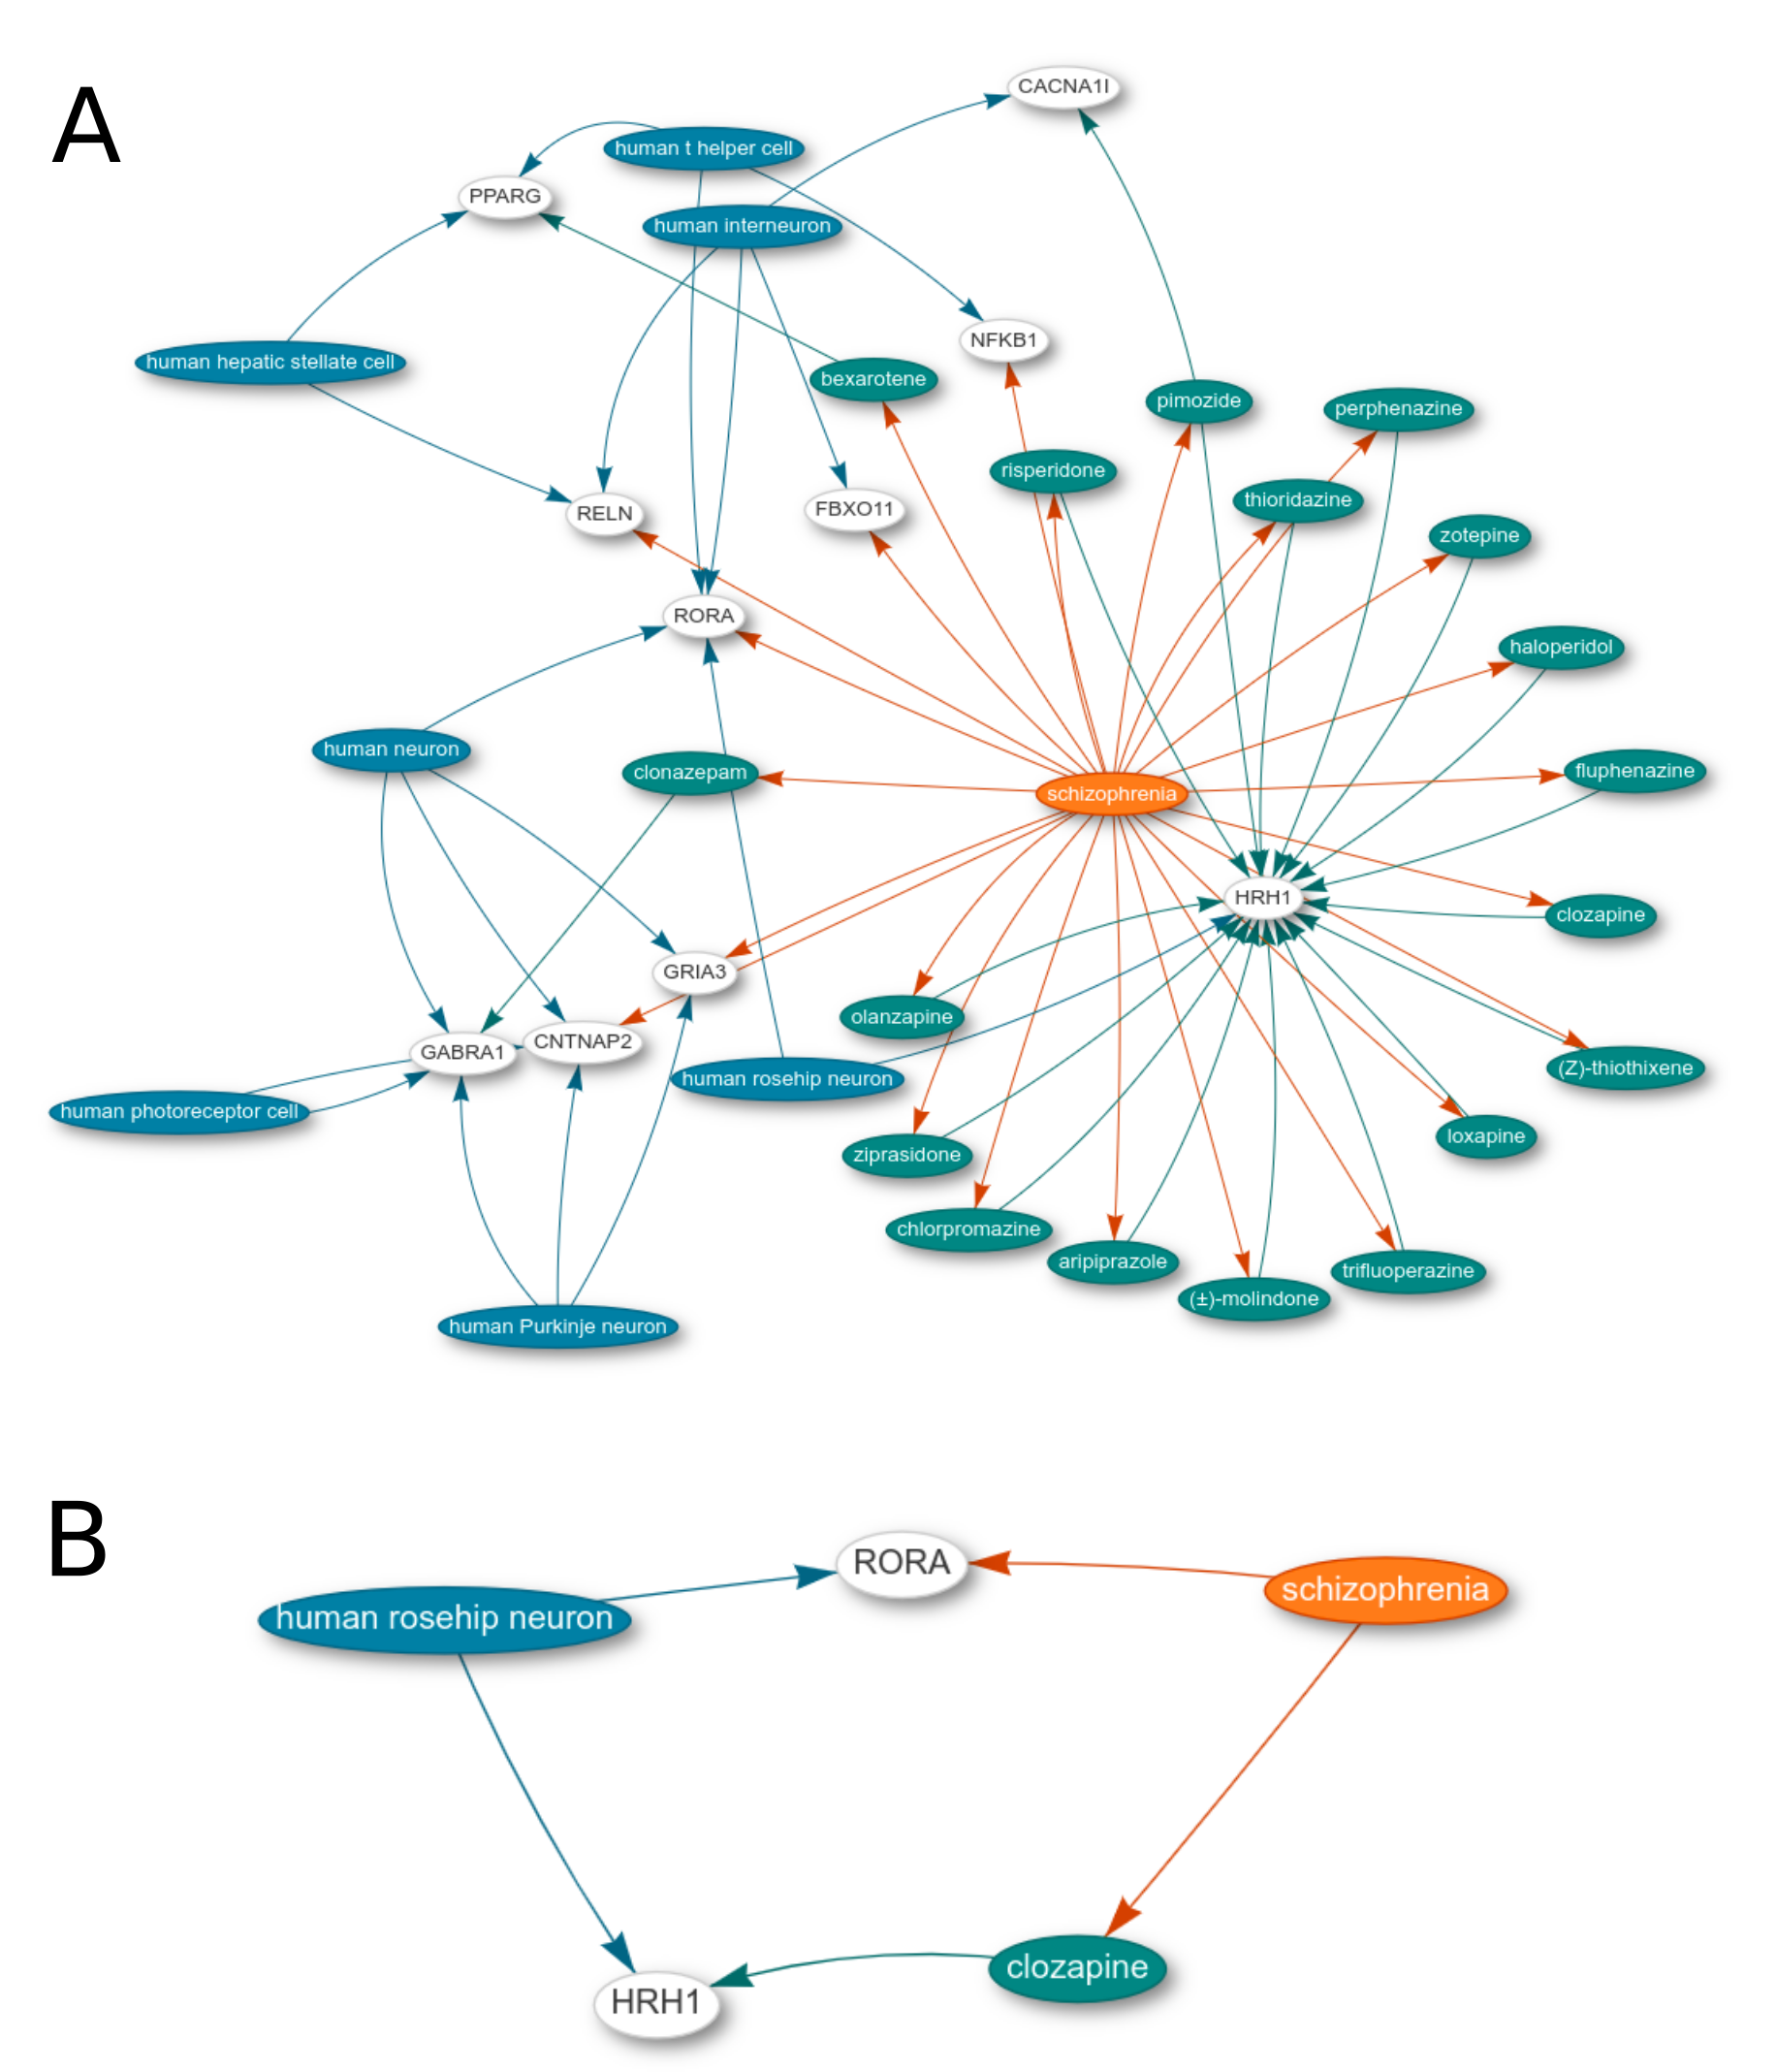 A
CACNA1I
human t helper cell
PPARG
human interneuron
NFKB1
human hepatic stellate cell
bexarotene
pimozide
perphenazine
risperidone
thioridazine
RELN
FBXO11
zotepine
RORA
haloperidol
human neuron
clonazepam
fluphenazine
schizophrenia
HRH1
clozapine
GRIA3
olanzapine
CNTNAP2
GABRA1
(Z)-thiothixene
human rosehip neuron
human photoreceptor cell
loxapine
ziprasidone
chlorpromazine
aripiprazole
trifluoperazine
(±)-molindone
human Purkinje neuron
B
RORA
schizophrenia
human rosehip neuron
clozapine
HRH1